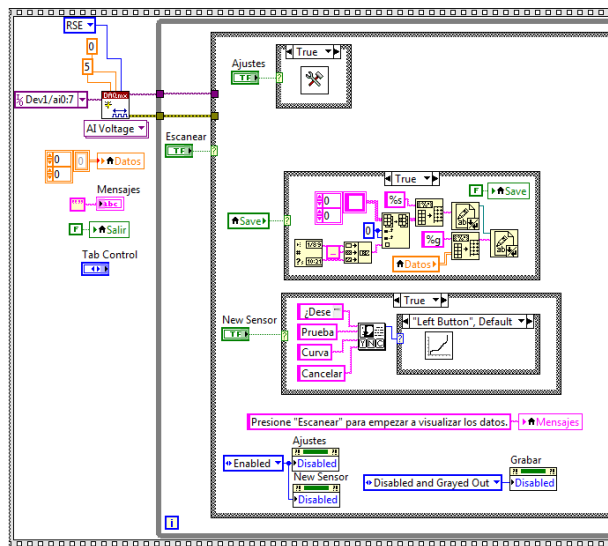 RSE
0
5
Dev1/ai0:7
DAQmx
AI Voltage
0
0
0
Datos
Mensajes
abc
F
Salir
Tab Control
Ajustes
TF
True
Escanear
TF
True
Save
0
0
%s
F
Save
0
%g
Datos
New Sensor
TF
True
¿Dese
Prueba
Curva
Cancelar
YNC
"Left Button", Default
Presione "Escanear" para empezar a visualizar los datos.
Mensajes
Ajustes
Enabled
Disabled
New Sensor
Disabled
Disabled and Grayed Out
Grabar
Disabled
i